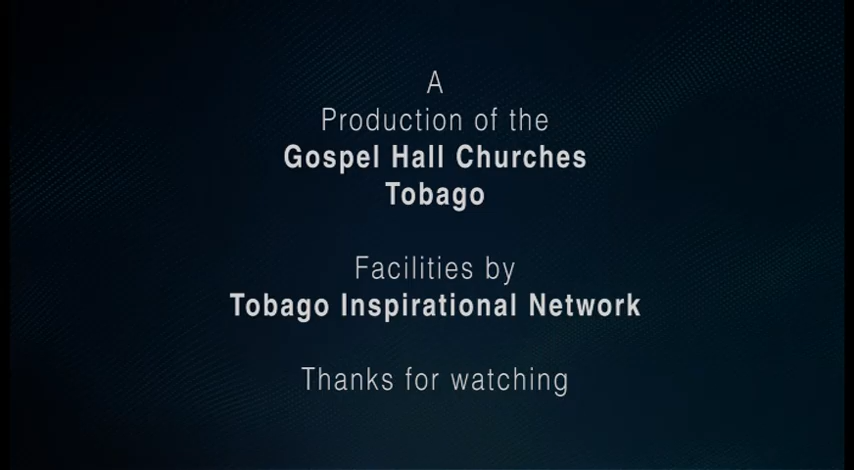 A
Production of the
Gospel Hall Churches
Tobago
Facilities by
Tobago Inspirational Network
Thanks for watching